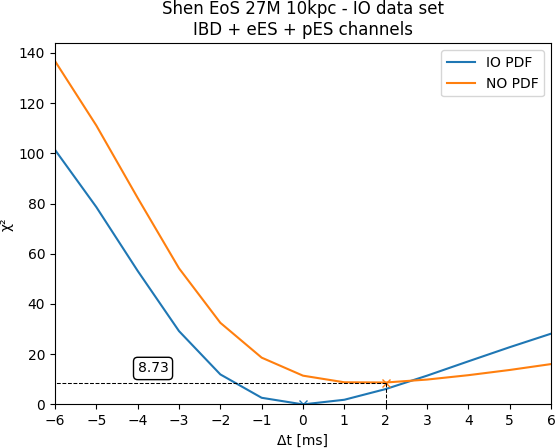 Shen EoS 27M 10kpc - IO data set
IBD + eES + pES channels
IO PDF
NO PDF
140
120
100
80
60
40
20
0
χ²
8.73
−6 −5 −4 −3 −2 −1 0 1 2 3 4 5 6
Δt [ms]